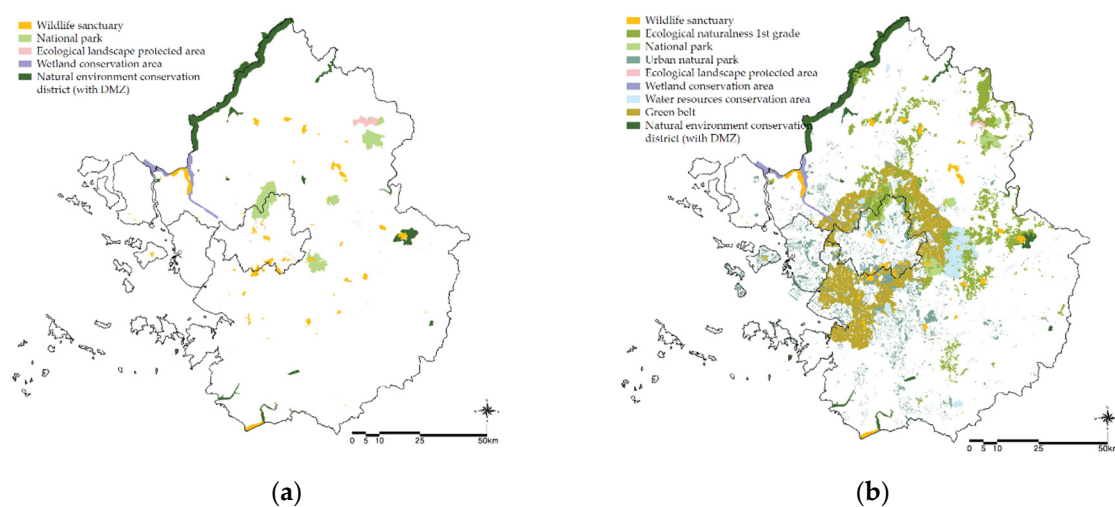 Wildlife sanctuary
National park
Ecological landscape protected area
Wetland conservation area
Natural environment conservation
district (with DMZ)
0 5 10 25 50km
(a)
Wildlife sanctuary
Ecological naturalness 1st grade
National park
Urban natural park
Ecological landscape protected area
Wetland conservation area
Water resources conservation area
Green belt
Natural environment conservation
district (with DMZ)
0 5 10 25 50km
(b)